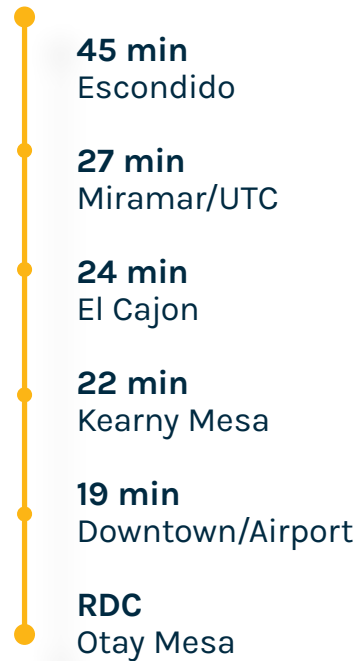 45 min
Escondido
27 min
Miramar/UTC
24 min
El Cajon
22 min
Kearny Mesa
19 min
Downtown/Airport
RDC
Otay Mesa